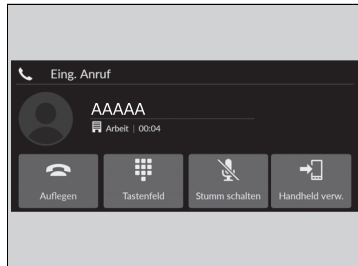 Eing. Anruf
AAAAA
Arbeit | 00:04
Auflegen
Tastenfeld
Stumm schalten
Handheld verw.